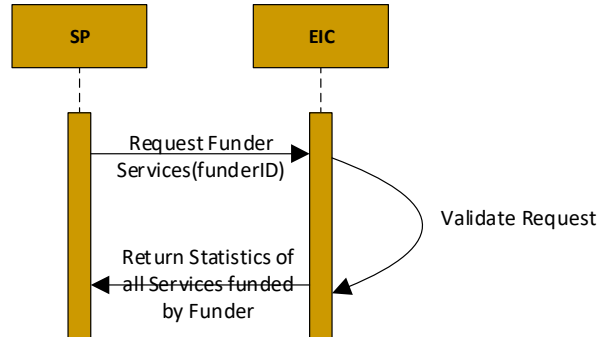 SP
EIC
Request Funder
Services(funderID)
Validate Request
Return Statistics of
all Services funded
by Funder